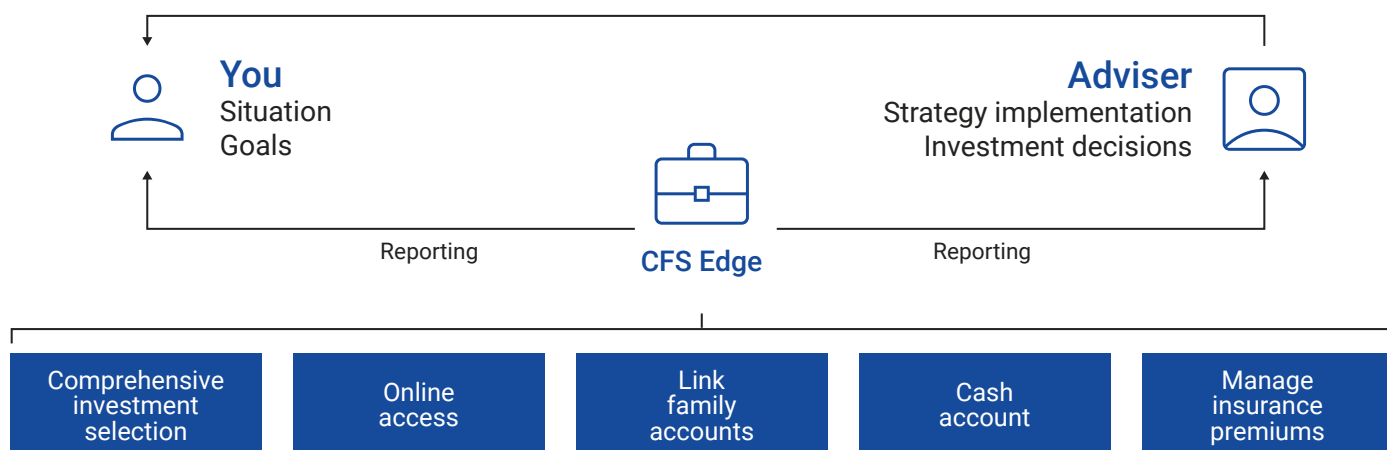 You
Situation
Goals
Adviser
Strategy implementation
Investment decisions
Reporting
CFS Edge
Reporting
Comprehensive
investment
selection
Online
access
Link
family
accounts
Cash
account
Manage
insurance
premiums